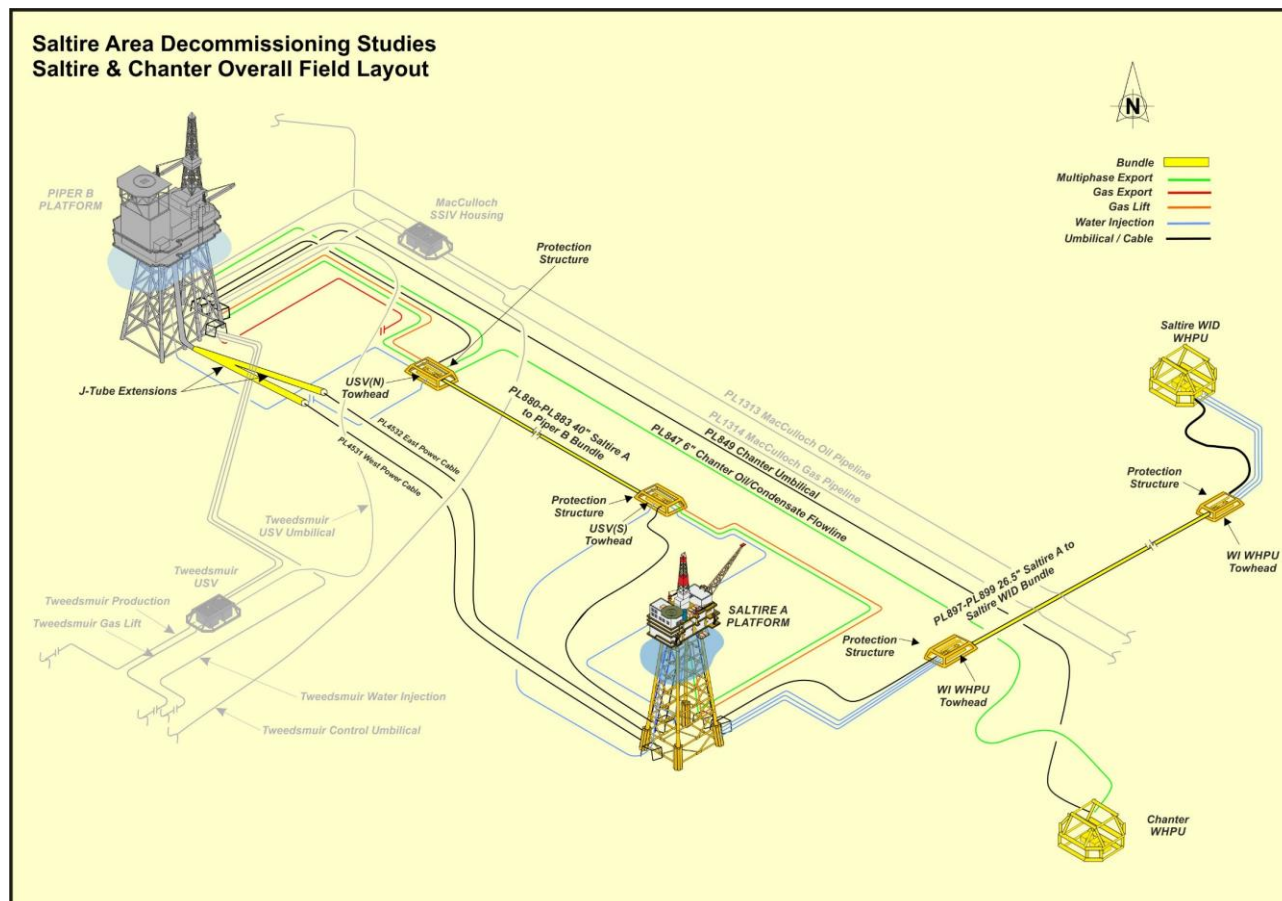 Saltire Area Decommissioning Studies
Saltire & Chanter Overall Field Layout
N
Bundle
Multiphase Export
Gas Export
Gas Lift
Water Injection
Umbilical / Cable
PIPER B
PLATFORM
MacCulloch
SSIV Housing
Protection
Structure
J-Tube Extensions
USV(N)
Towhead
PL880-PL883 40" Saltire A
to Piper B Bundle
PL4532 East Power Cable
PL4531 West Power Cable
PL1313 MacCulloch Oil Pipeline
PL1314 MacCulloch Gas Pipeline
PL849 Chanter Umbilical
PL847 6" Chanter Oil/Condensate Flowline
Saltire WID
WHPU
Protection
Structure
WI WHPU
Towhead
Protection
Structure
USV(S)
Towhead
Tweedsmuir
USV Umbilical
Tweedsmuir
USV
Tweedsmuir Production
Tweedsmuir Gas Lift
SALTIRE A
PLATFORM
PL897-PL899 26.5" Saltire A to
Saltire WID Bundle
Protection
Structure
WI WHPU
Towhead
Tweedsmuir Water Injection
Tweedsmuir Control Umbilical
Chanter
WHPU